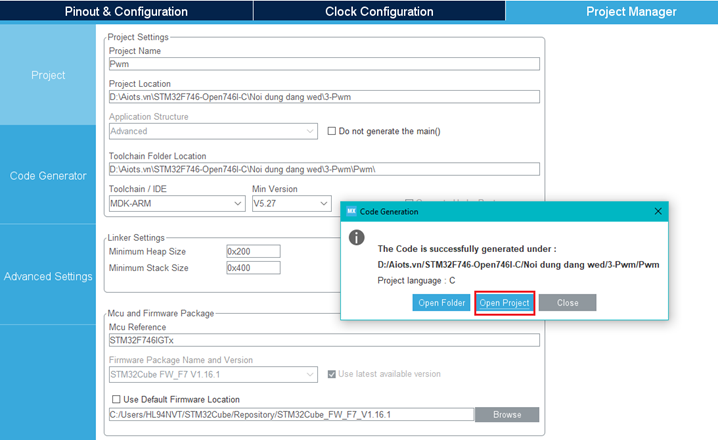 Pinout & Configuration
Clock Configuration
Project Manager
Project
Code Generator
Advanced Settings
Project Settings
Project Name
Pwm
Project Location
D:\Aiots.vn\STM32F746-Open746I-C\Noi dung dang wed\3-Pwm
Application Structure
Advanced
Do not generate the main()
Toolchain Folder Location
D:\Aiots.vn\STM32F746-Open746I-C\Noi dung dang wed\3-Pwm\Pwm\
Toolchain / IDE
Min Version
MDK-ARM
V5.27
Linker Settings
Minimum Heap Size
0x200
Minimum Stack Size
0x400
MX
Code Generation
The Code is successfully generated under :
D:/Aiots.vn/STM32F746-Open746I-C/Noi dung dang wed/3-Pwm/Pwm
Project language : C
Open Folder
Open Project
Close
Mcu and Firmware Package
Mcu Reference
STM32F746IGTx
Firmware Package Name and Version
STM32Cube FW_F7 V1.16.1
Use latest available version
Use Default Firmware Location
C:/Users/HL94NVT/STM32Cube/Repository/STM32Cube_FW_F7_V1.16.1
Browse